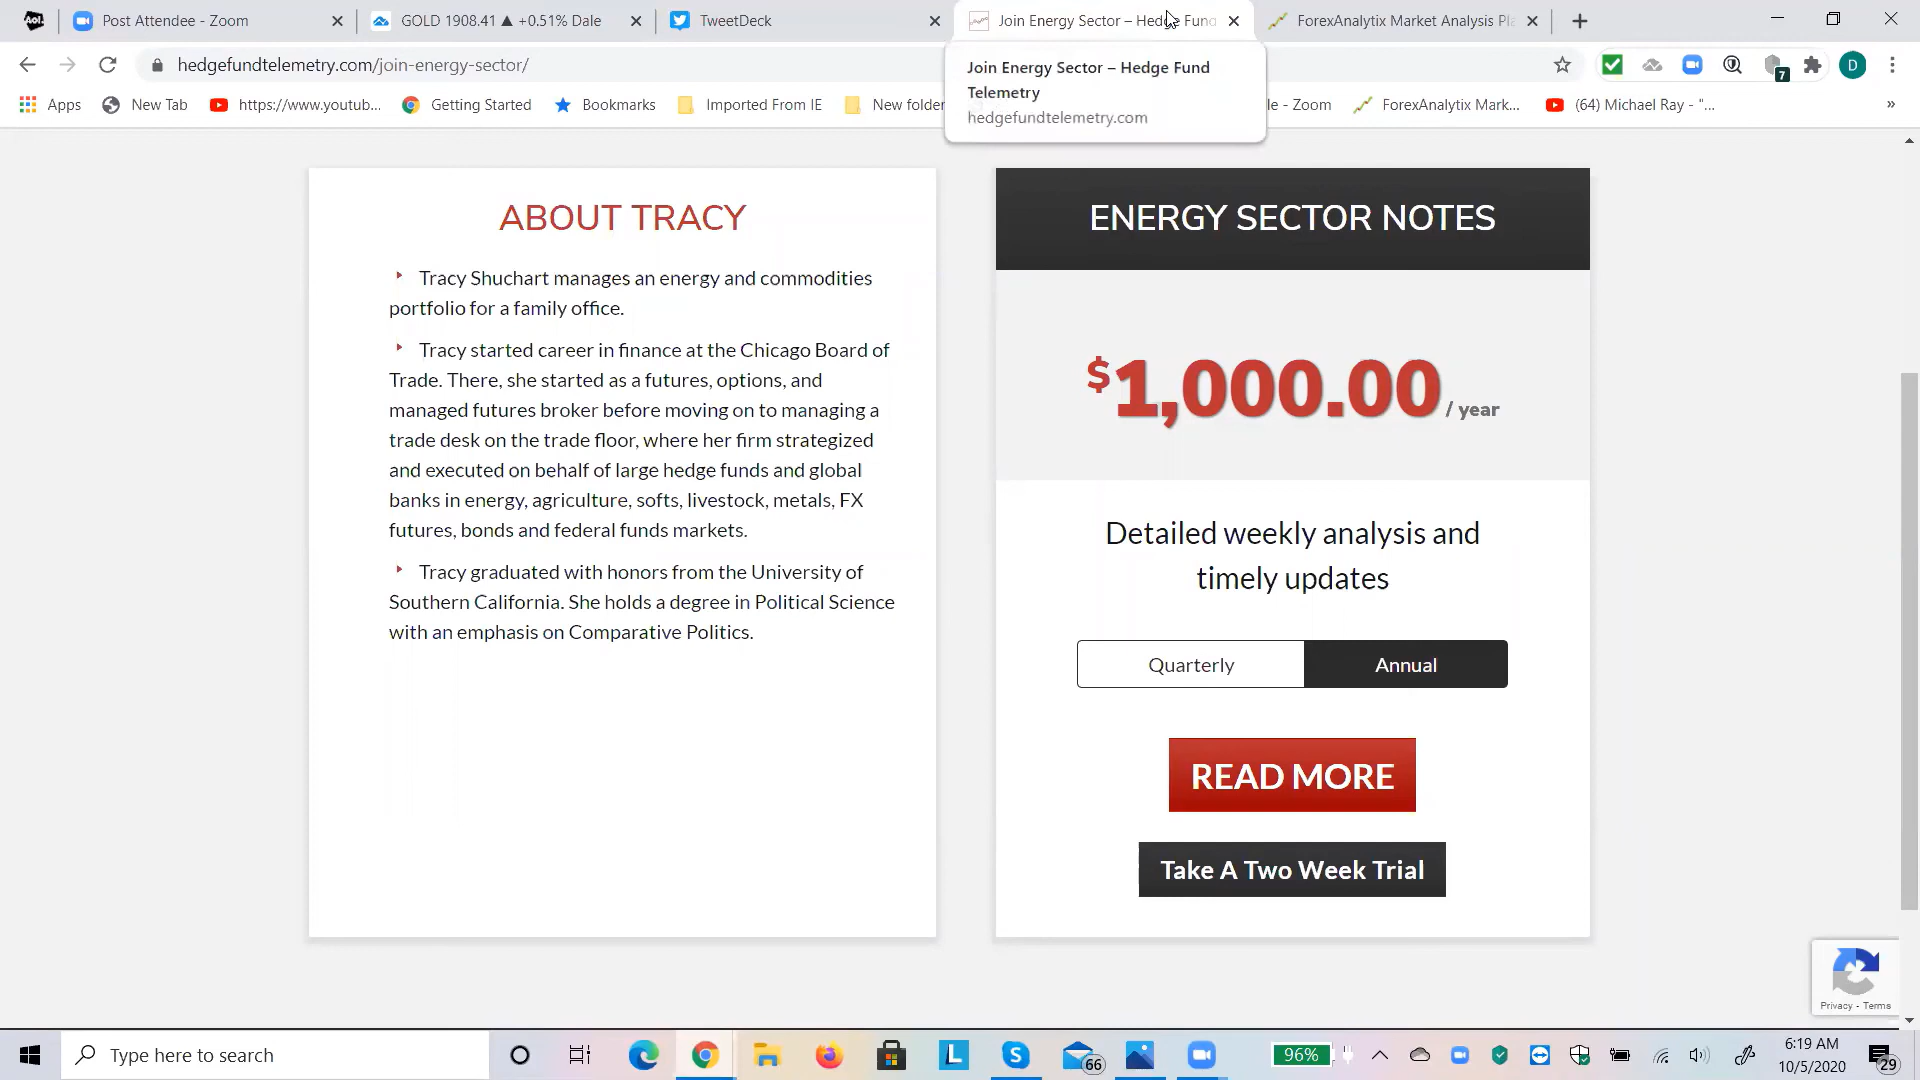 Aol.
Post Attendee - Zoom
GOLD 1908.41 ▲ +0.51% Dale
TweetDeck
Join Energy Sector – Hedge Fun
ForexAnalytix Market Analysis Pl
hedgefundtelemetry.com/join-energy-sector/
7
D
Join Energy Sector – Hedge Fund
Telemetry
hedgefundtelemetry.com
Apps
New Tab
https://www.youtub...
Getting Started
Bookmarks
Imported From IE
New folder
le - Zoom
ForexAnalytix Mark...
(64) Michael Ray - "...
»
ABOUT TRACY
Tracy Shuchart manages an energy and commodities
portfolio for a family office.
Tracy started career in finance at the Chicago Board of
Trade. There, she started as a futures, options, and
managed futures broker before moving on to managing a
trade desk on the trade floor, where her firm strategized
and executed on behalf of large hedge funds and global
banks in energy, agriculture, softs, livestock, metals, FX
futures, bonds and federal funds markets.
Tracy graduated with honors from the University of
Southern California. She holds a degree in Political Science
with an emphasis on Comparative Politics.
ENERGY SECTOR NOTES
$1,000.00 / year
Detailed weekly analysis and
timely updates
Quarterly
Annual
READ MORE
Take A Two Week Trial
Privacy - Terms
Type here to search
L
S
66
96%
6:19 AM
10/5/2020
29